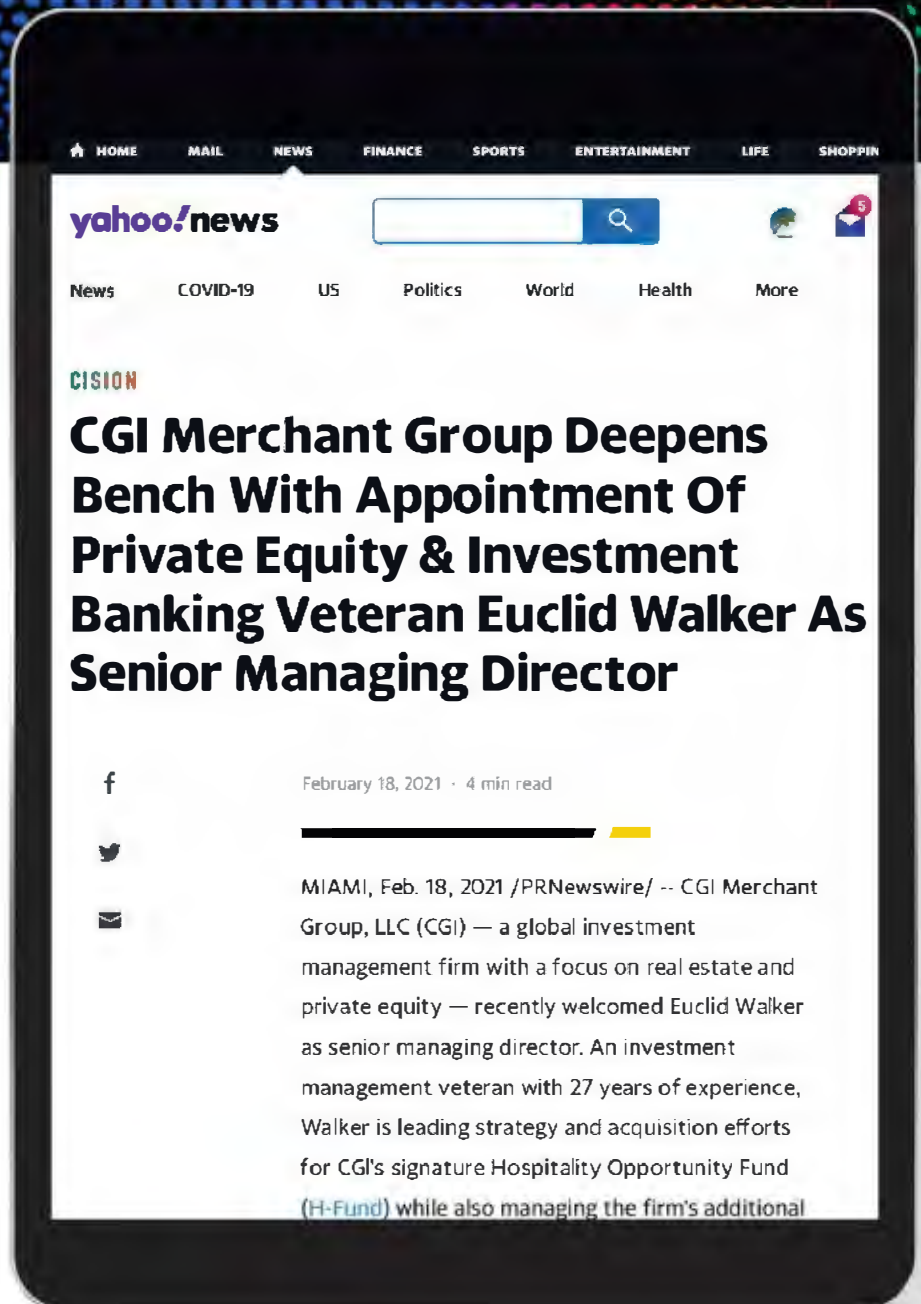 HOME MAIL NEWS FINANCE SPORTS ENTERTAINMENT LIFE SHOPPIN
yahoo!news
5
News COVID-19 US Politics World Health More
CISION
CGI Merchant Group Deepens
Bench With Appointment Of
Private Equity & Investment
Banking Veteran Euclid Walker As
Senior Managing Director
February 18, 2021 · 4 min read
MIAMI, Feb. 18, 2021 /PRNewswire/ -- CGI Merchant
Group, LLC (CGI) — a global investment
management firm with a focus on real estate and
private equity — recently welcomed Euclid Walker
as senior managing director. An investment
management veteran with 27 years of experience,
Walker is leading strategy and acquisition efforts
for CGI's signature Hospitality Opportunity Fund
(H-Fund) while also managing the firm's additional